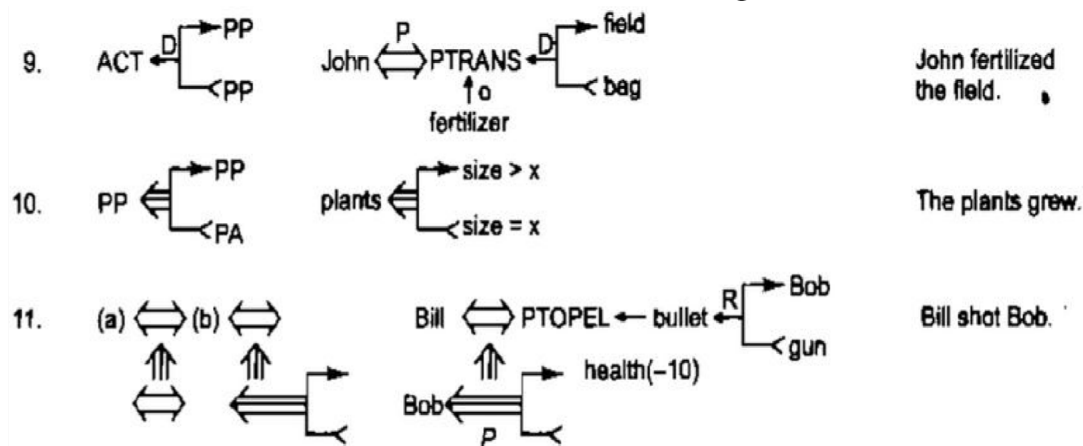 D PP P D field
9. ACT PP John PTRANS bag John fertilized
o the field.
fertilizer
PP size > x
10. PP plants The plants grew.
PA size = x
R Bob
11. (a) (b) Bill PTOPEL bullet Bill shot Bob.
gun
health(-10)
Bob
P